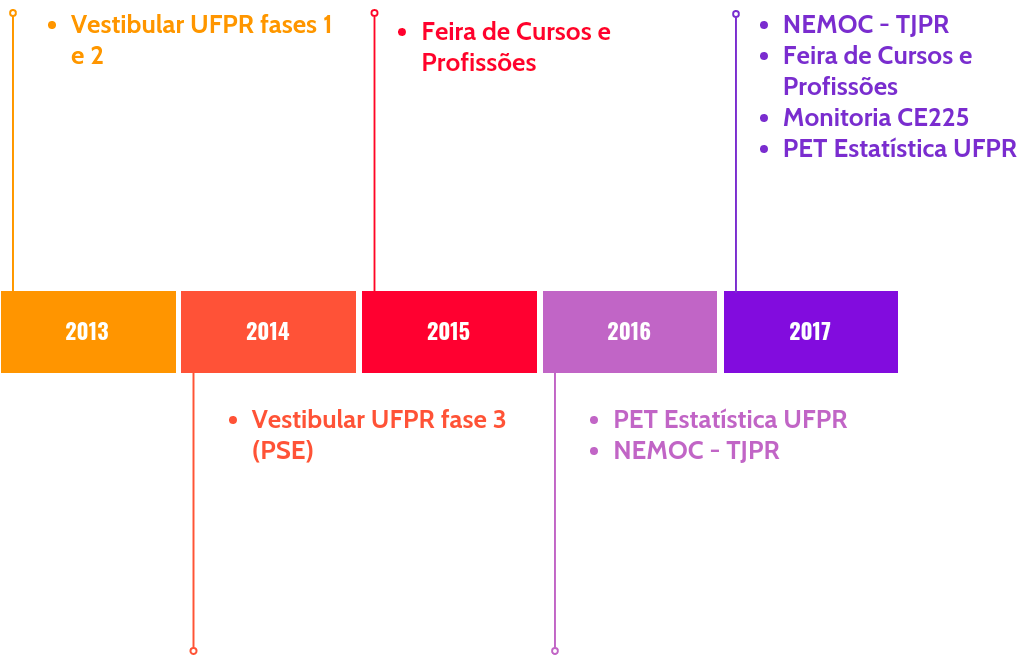 • Vestibular UFPR fases 1
e 2
• Feira de Cursos e
Profissões
• NEMOC - TJPR
• Feira de Cursos e
Profissões
• Monitoria CE225
• PET Estatística UFPR
2013
2014
2015
2016
2017
• Vestibular UFPR fase 3
(PSE)
• PET Estatística UFPR
• NEMOC - TJPR